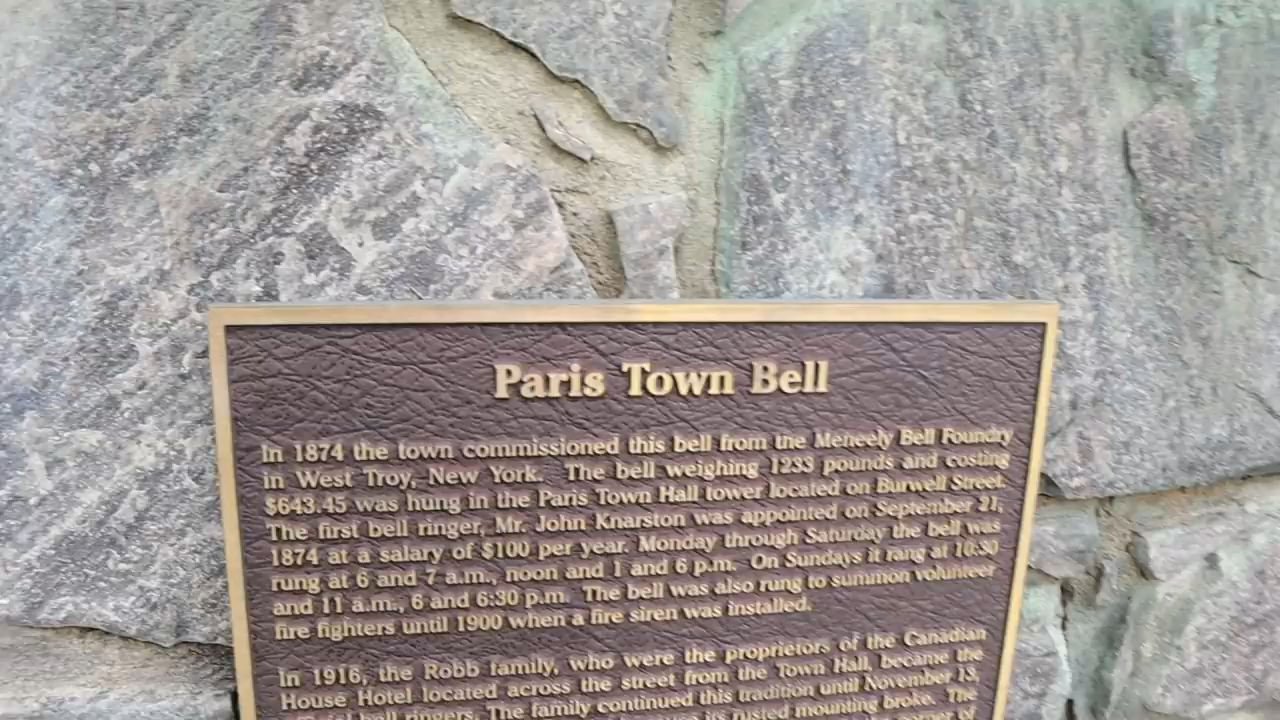 Paris Town Bell
In 1874 the town commissioned this bell from the Meneely Bell Foundry
in West Troy, New York. The bell weighing 1233 pounds and costing
$643.45 was hung in the Paris Town Hall tower located on Burwell Street.
The first bell ringer, Mr. John Knarston was appointed on September 21,
1874 at a salary of $100 per year. Monday through Saturday the bell was
rung at 6 and 7 a.m., noon and 1 and 6 p.m. On Sundays it rang at 10:30
and 11 a.m., 6 and 6:30 p.m. The bell was also rung to summon volunteer
fire fighters until 1900 when a fire siren was installed.
In 1916, the Robb family, who were the proprietors of the Canadian
House Hotel located across the street from the Town Hall, became the
bell ringers. The family continued this tradition until November 13,
its rusted mounting broke. The
corner of